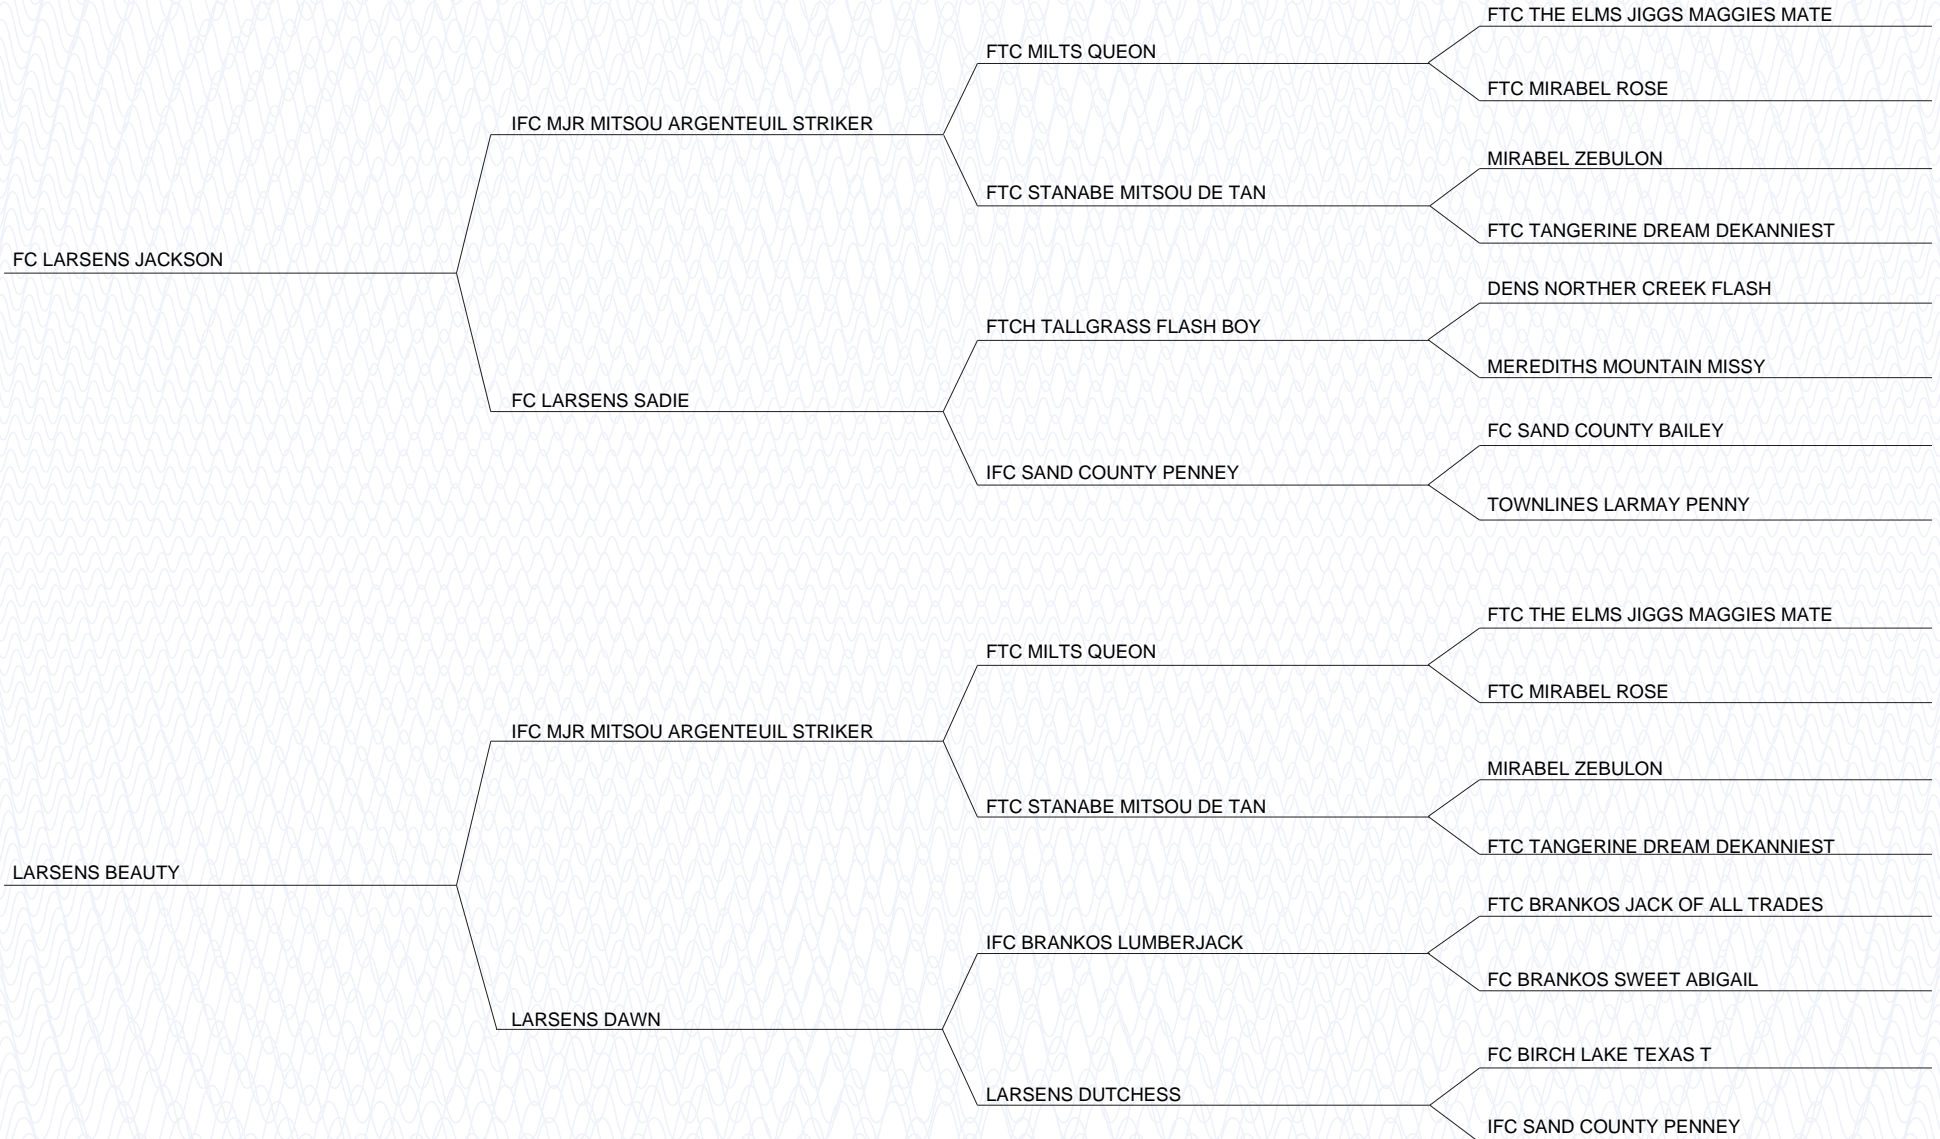 FTC THE ELMS JIGGS MAGGIES MATE
FTC MILTS QUEON
FTC MIRABEL ROSE
IFC MJR MITSOU ARGENTEUIL STRIKER
MIRABEL ZEBULON
FTC STANABE MITSOU DE TAN
FTC TANGERINE DREAM DEKANNIEST
FC LARSENS JACKSON
DENS NORTHER CREEK FLASH
FTCH TALLGRASS FLASH BOY
MEREDITHS MOUNTAIN MISSY
FC LARSENS SADIE
FC SAND COUNTY BAILEY
IFC SAND COUNTY PENNEY
TOWNLINES LARMAY PENNY
FTC THE ELMS JIGGS MAGGIES MATE
FTC MILTS QUEON
FTC MIRABEL ROSE
IFC MJR MITSOU ARGENTEUIL STRIKER
MIRABEL ZEBULON
FTC STANABE MITSOU DE TAN
FTC TANGERINE DREAM DEKANNIEST
LARSENS BEAUTY
FTC BRANKOS JACK OF ALL TRADES
IFC BRANKOS LUMBERJACK
FC BRANKOS SWEET ABIGAIL
LARSENS DAWN
FC BIRCH LAKE TEXAS T
LARSENS DUTCHESS
IFC SAND COUNTY PENNEY